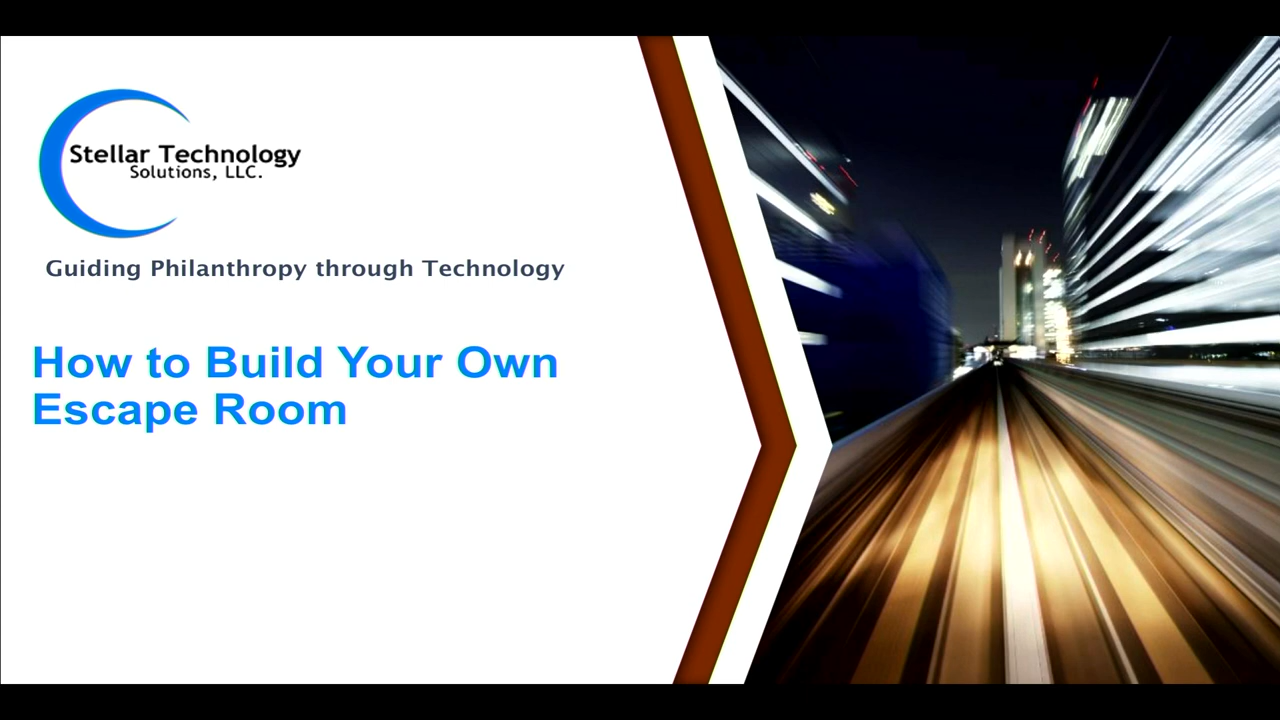 Stellar Technology
Solutions, LLC.
Guiding Philanthropy through Technology
How to Build Your Own
Escape Room